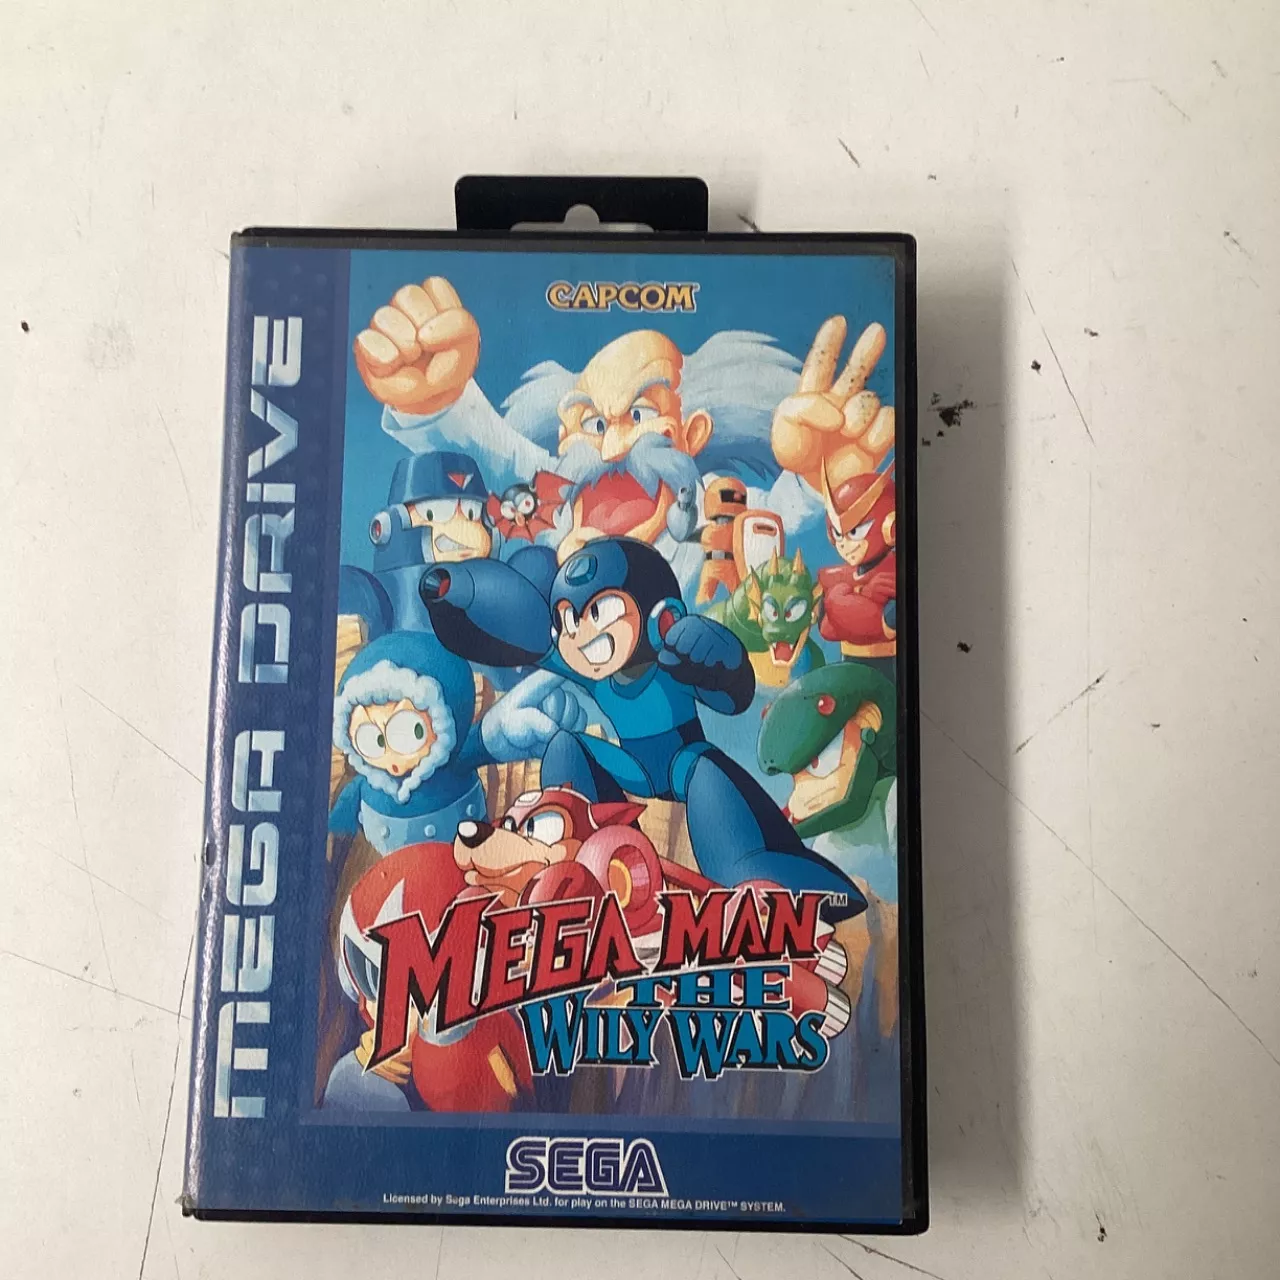 MEGA DRIVE
CAPCOM
MEGA MAN™
THE
WILY WARS
SEGA
Licensed by Sega Enterprises Ltd. for play on the SEGA MEGA DRIVE™ SYSTEM.